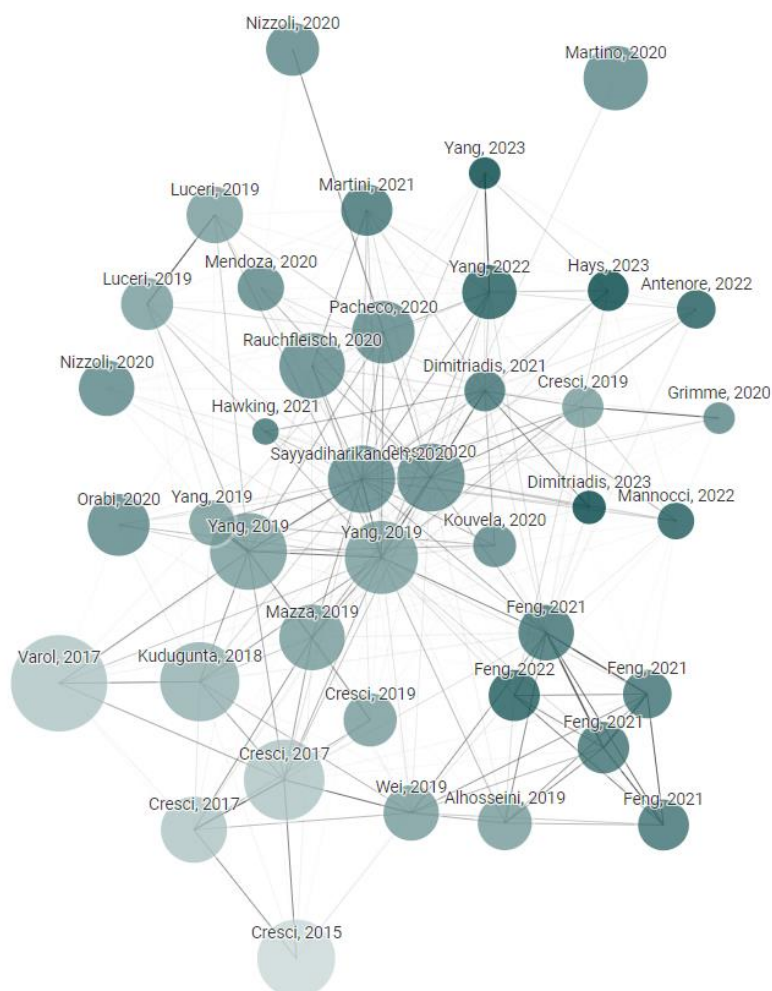 Nizzoli, 2020
Martino, 2020
Yang, 2023
Luceri, 2019
Martini, 2021
Mendoza, 2020
Yang, 2022
Hays, 2023
Antenore, 2022
Luceri, 2019
Pacheco, 2020
Rauchfleisch, 2020
Nizzoli, 2020
Dimitriadis, 2021
Cresci, 2019
Grimme, 2020
Hawking, 2021
Sayyadiharikandeh, 2020
2020
Dimitriadis, 2023
Mannocci, 2022
Orabi, 2020
Yang, 2019
Yang, 2019
Yang, 2019
Kouvela, 2020
Mazza, 2019
Feng, 2021
Varol, 2017
Kudugunta, 2018
Feng, 2022
Feng, 2021
Cresci, 2019
Feng, 2021
Cresci, 2017
Wei, 2019
Alhosseini, 2019
Feng, 2021
Cresci, 2017
Cresci, 2015